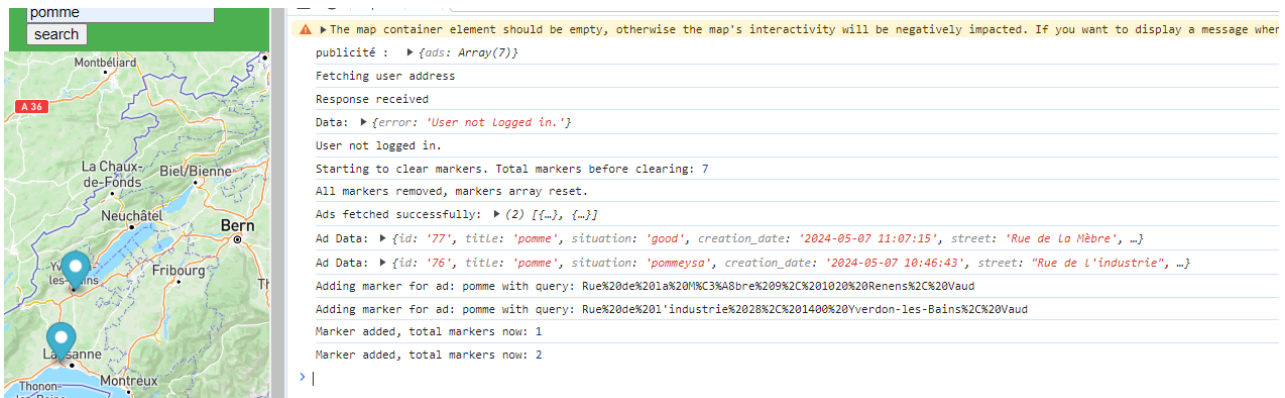 pomme
search
Montbéliard
A 36
La Chaux-
de-Fonds
Biel/Bienne
Neuchâtel
Bern
Fribourg
les-
Lausanne
Montreux
Thonon-
The map container element should be empty, otherwise the map's interactivity will be negatively impacted. If you want to display a message when
publicité : ▶ {ads: Array(7)}
Fetching user address
Response received
Data: ▶ {error: 'User not logged in.'}
User not logged in.
Starting to clear markers. Total markers before clearing: 7
All markers removed, markers array reset.
Ads fetched successfully: ▶ (2) [{…}, {…}]
Ad Data: ▶ {id: '77', title: 'pomme', situation: 'good', creation_date: '2024-05-07 11:07:15', street: 'Rue de la Mèbre', …}
Ad Data: ▶ {id: '76', title: 'pomme', situation: 'pommeysa', creation_date: '2024-05-07 10:46:43', street: "Rue de l'industrie", …}
Adding marker for ad: pomme with query: Rue%20de%20la%20M%C3%A8bre%209%2C%201020%20Renens%2C%20Vaud
Adding marker for ad: pomme with query: Rue%20de%20l'industrie%2028%2C%201400%20Yverdon-les-Bains%2C%20Vaud
Marker added, total markers now: 1
Marker added, total markers now: 2